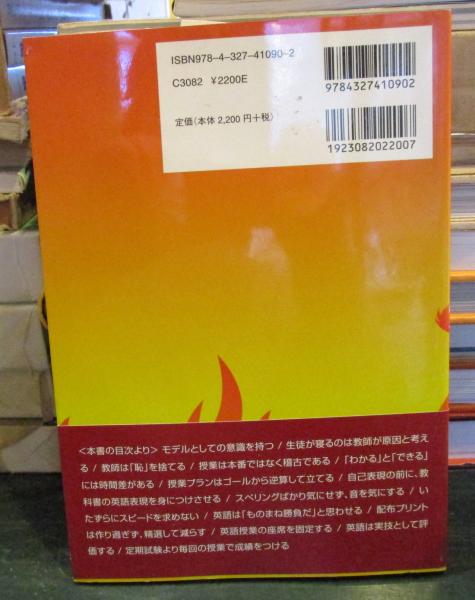 ISBN978-4-327-41090-2
C3082 ¥2200E
定価(本体 2,200 円+税)
9784327410902
1923082022007
<本書の目次より> モデルとしての意識を持つ / 生徒が寝るのは教師が原因と考え
る / 教師は「恥」を捨てる / 授業は本番ではなく稽古である / 「わかる」と「できる」
には時間差がある / 授業プランはゴールから逆算して立てる / 自己表現の前に、教
科書の英語表現を身につけさせる / スペリングばかり気にせず、音を気にする / い
たずらにスピードを求めない / 英語は「ものまね勝負だ」と思わせる / 配布プリント
は作り過ぎず、精選して減らす / 英語授業の座席を固定する / 英語は実技として評
価する / 定期試験より毎回の授業で成績をつける